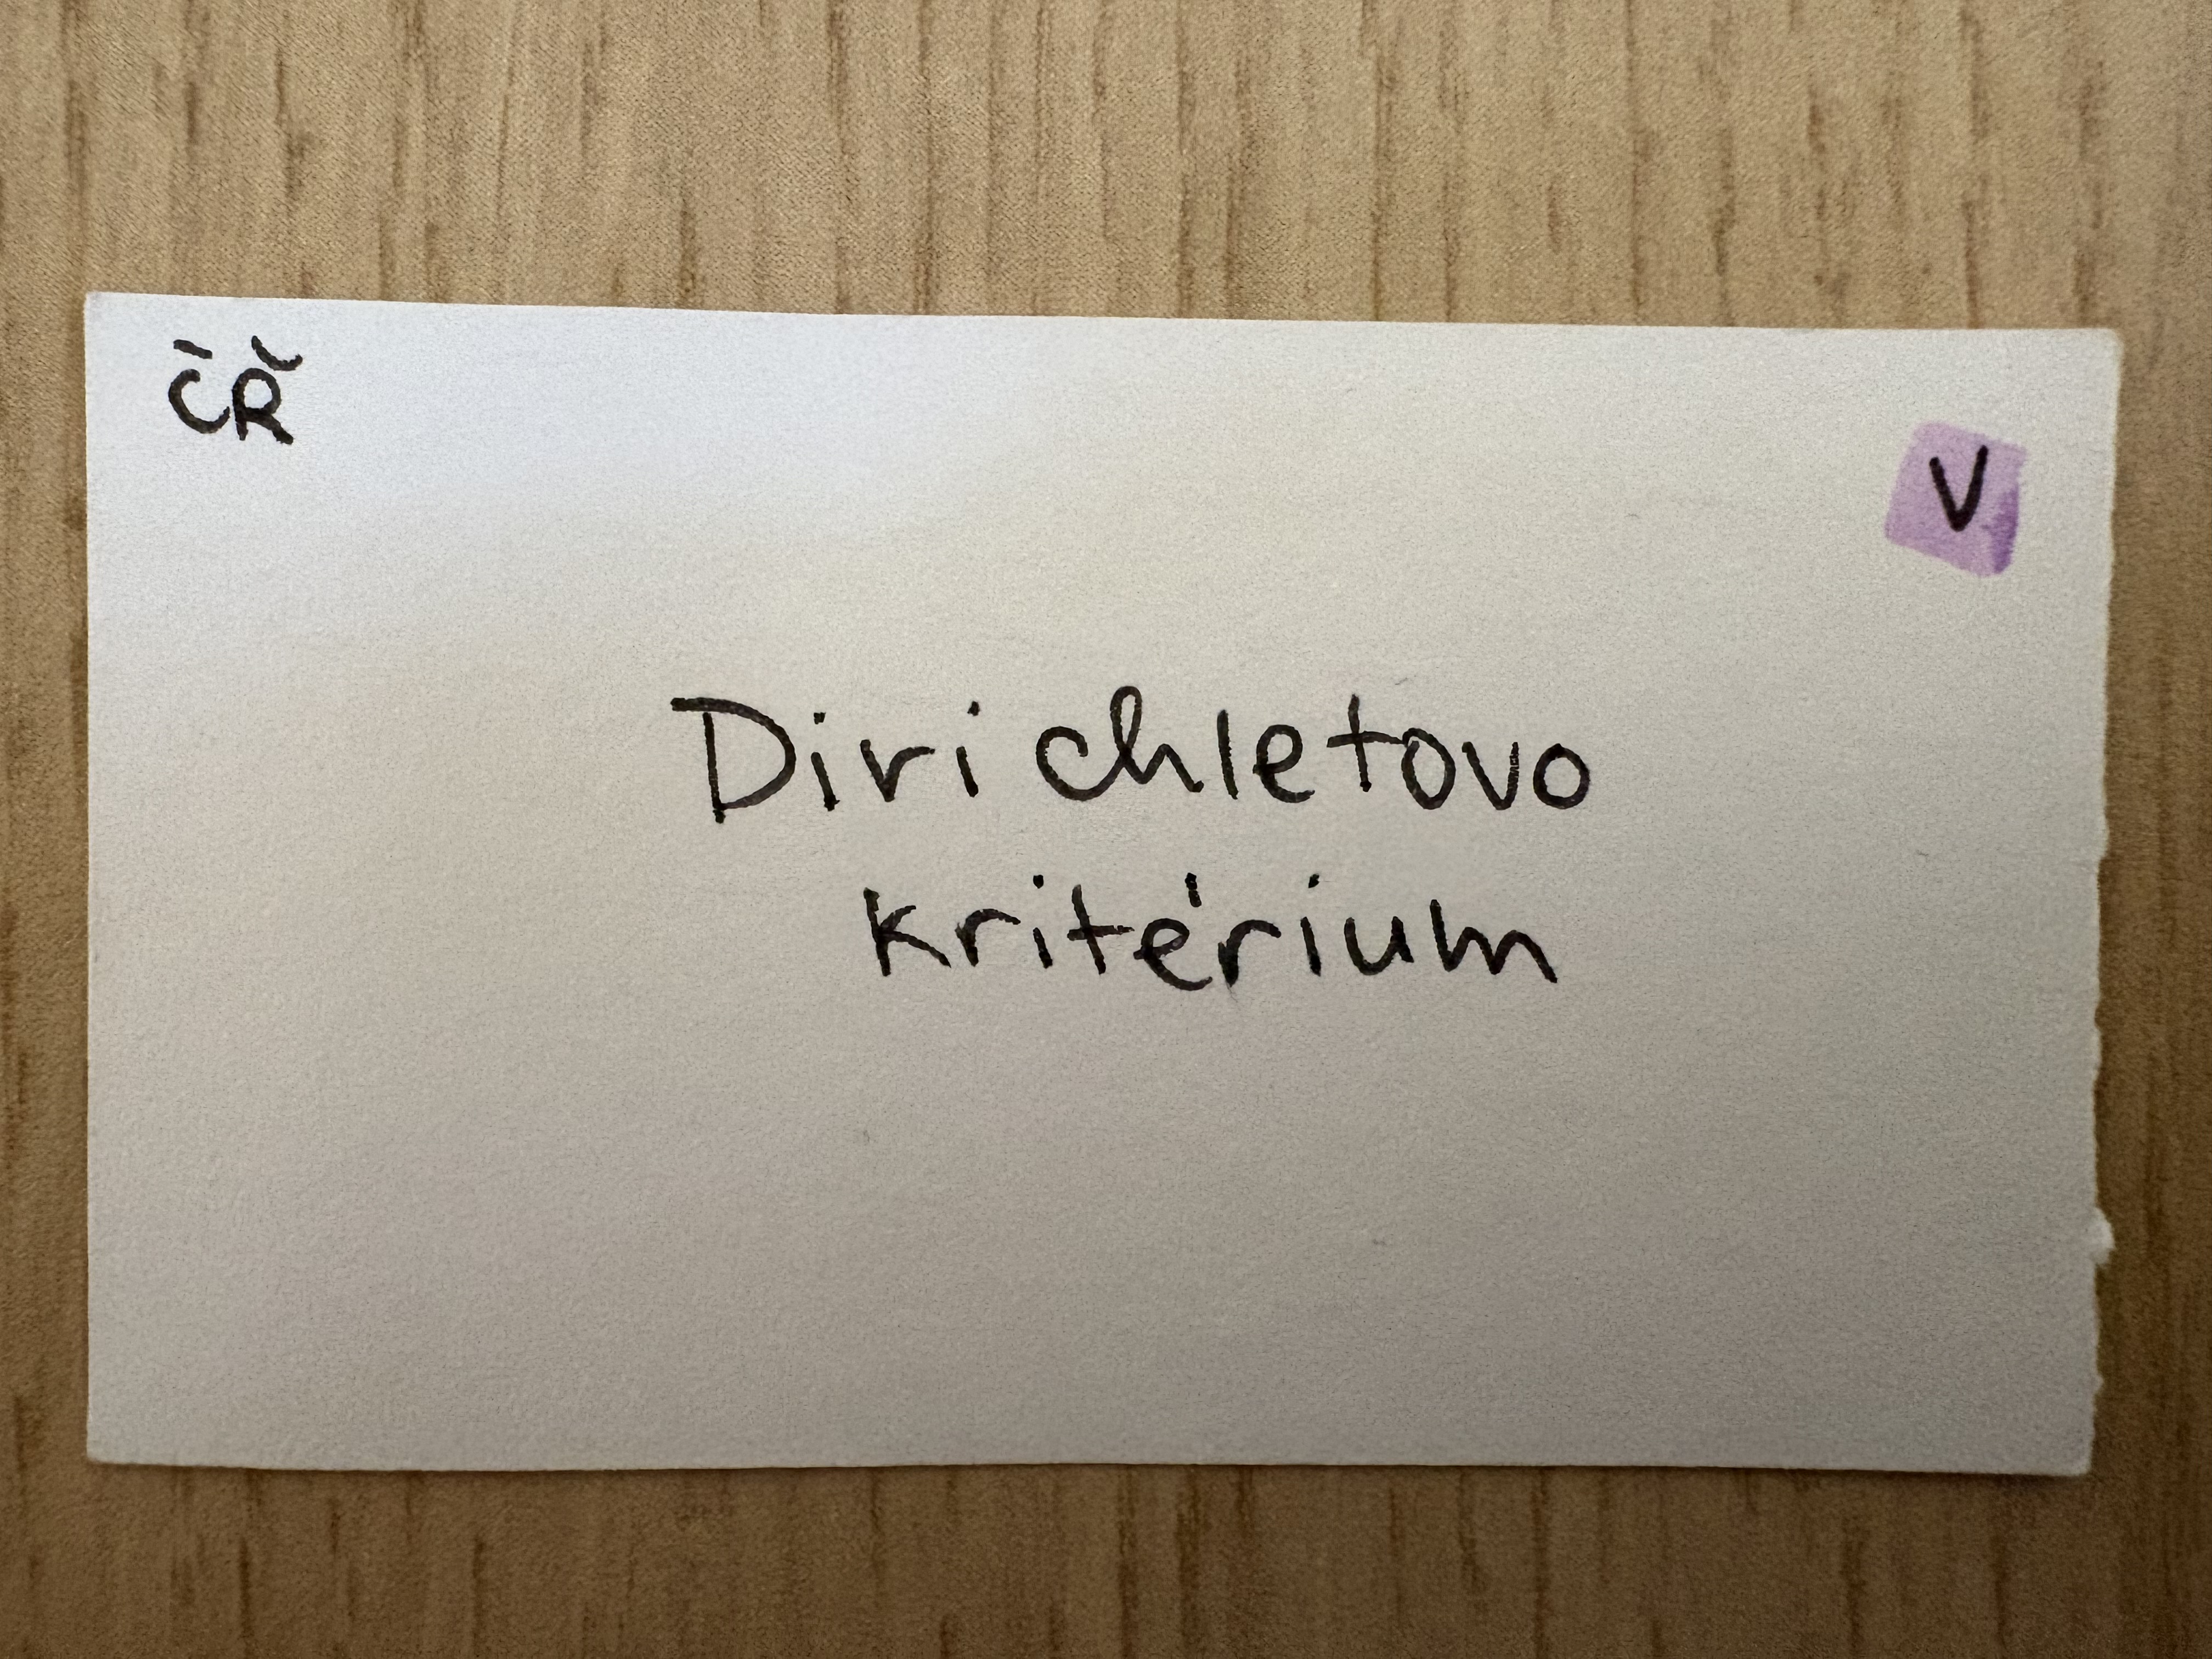 ČŘ
V
Dirichletovo
kritérium